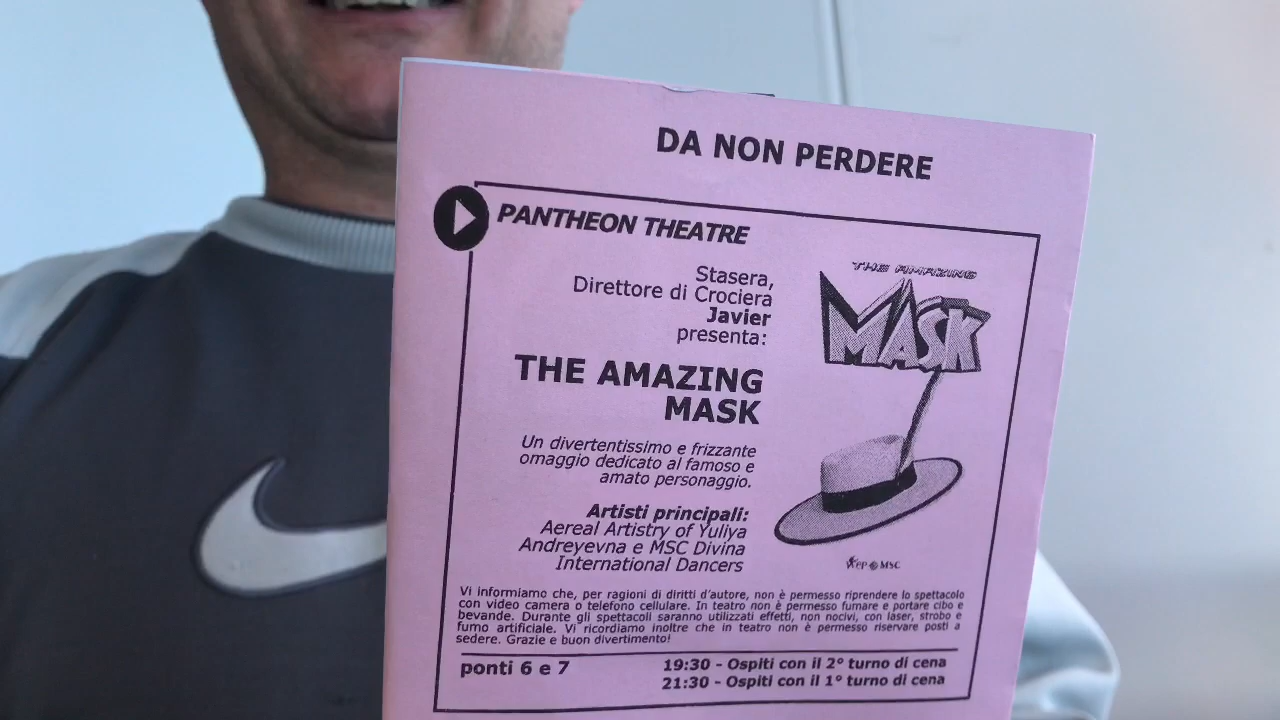 DA NON PERDERE
PANTHEON THEATRE
Stasera,
Direttore di Crociera
Javier
presenta:
THE AMAZING
MASK
THE AMAZING
MASK
Un divertentissimo e frizzante
omaggio dedicato al famoso e
amato personaggio.
Artisti principali:
Aereal Artistry of Yuliya
Andreyevna e MSC Divina
International Dancers
EPP @ MSC
Vi informiamo che, per ragioni di diritti d'autore, non è permesso riprendere lo spettacolo
con video camera o telefono cellulare. In teatro non è permesso fumare e portare cibo e
bevande. Durante gli spettacoli saranno utilizzati effetti, non nocivi, con laser, strobo e
fumo artificiale. Vi ricordiamo inoltre che in teatro non è permesso riservare posti a
sedere. Grazie e buon divertimento!
ponti 6 e 7
19:30 - Ospiti con il 2° turno di cena
21:30 - Ospiti con il 1° turno di cena